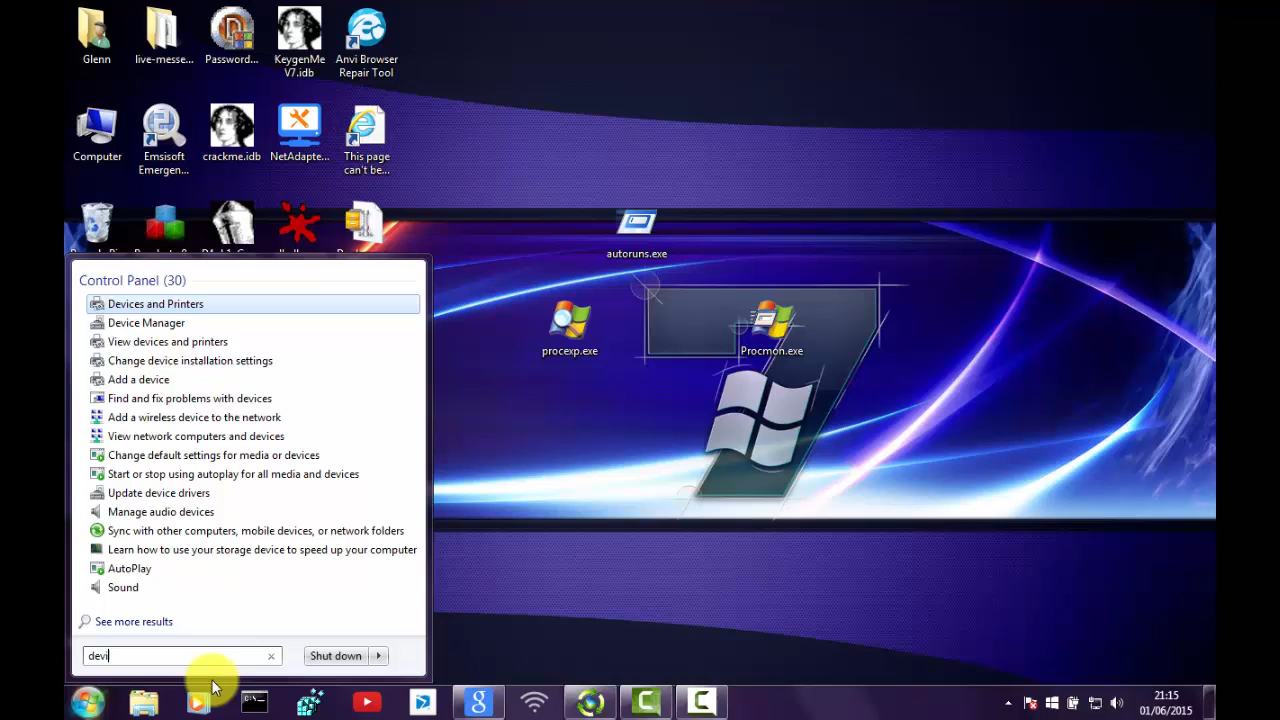 Glenn
live-messe...
Password...
KeygenMe V7.idb
Anvi Browser Repair Tool
Computer
Emsisoft Emergen...
crackme.idb
NetAdapte...
This page can't be...
autoruns.exe
procexp.exe
Procmon.exe
Control Panel (30)
Devices and Printers
Device Manager
View devices and printers
Change device installation settings
Add a device
Find and fix problems with devices
Add a wireless device to the network
View network computers and devices
Change default settings for media or devices
Start or stop using autoplay for all media and devices
Update device drivers
Manage audio devices
Sync with other computers, mobile devices, or network folders
Learn how to use your storage device to speed up your computer
AutoPlay
Sound
See more results
devi
Shut down
21:15
01/06/2015